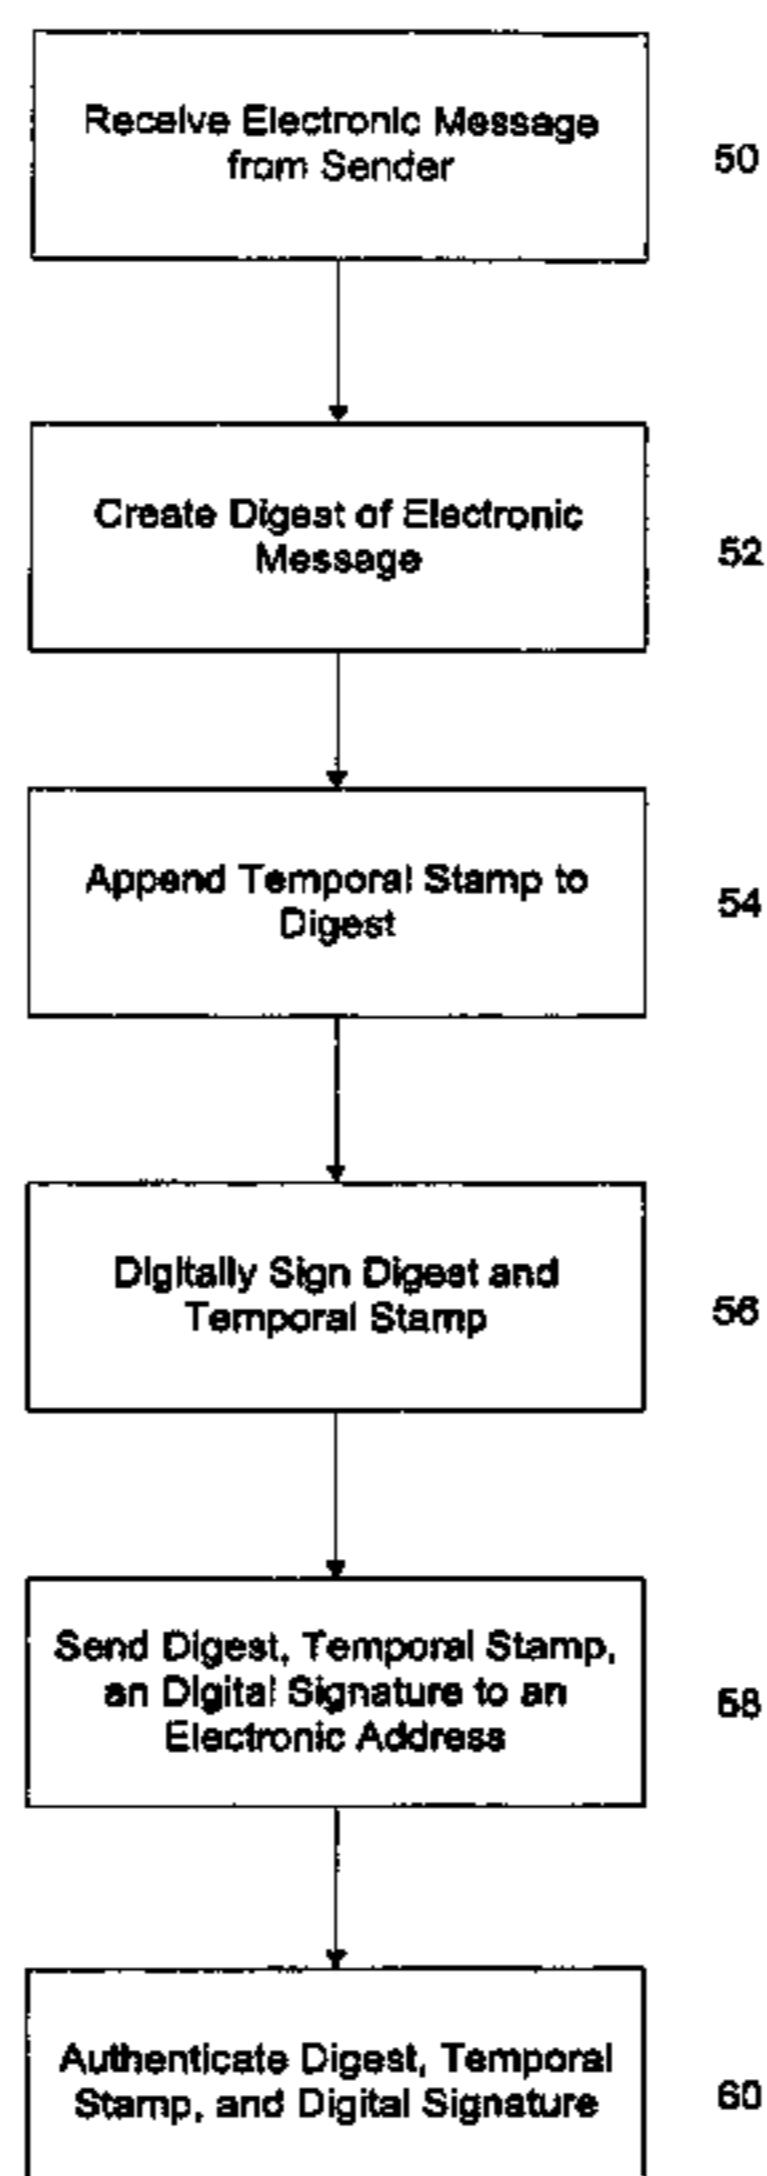 Receive Electronic Message
from Sender
50
Create Digest of Electronic
Message
52
Append Temporal Stamp to
Digest
54
Digitally Sign Digest and
Temporal Stamp
56
Send Digest, Temporal Stamp,
an Digital Signature to an
Electronic Address
58
Authenticate Digest, Temporal
Stamp, and Digital Signature
60